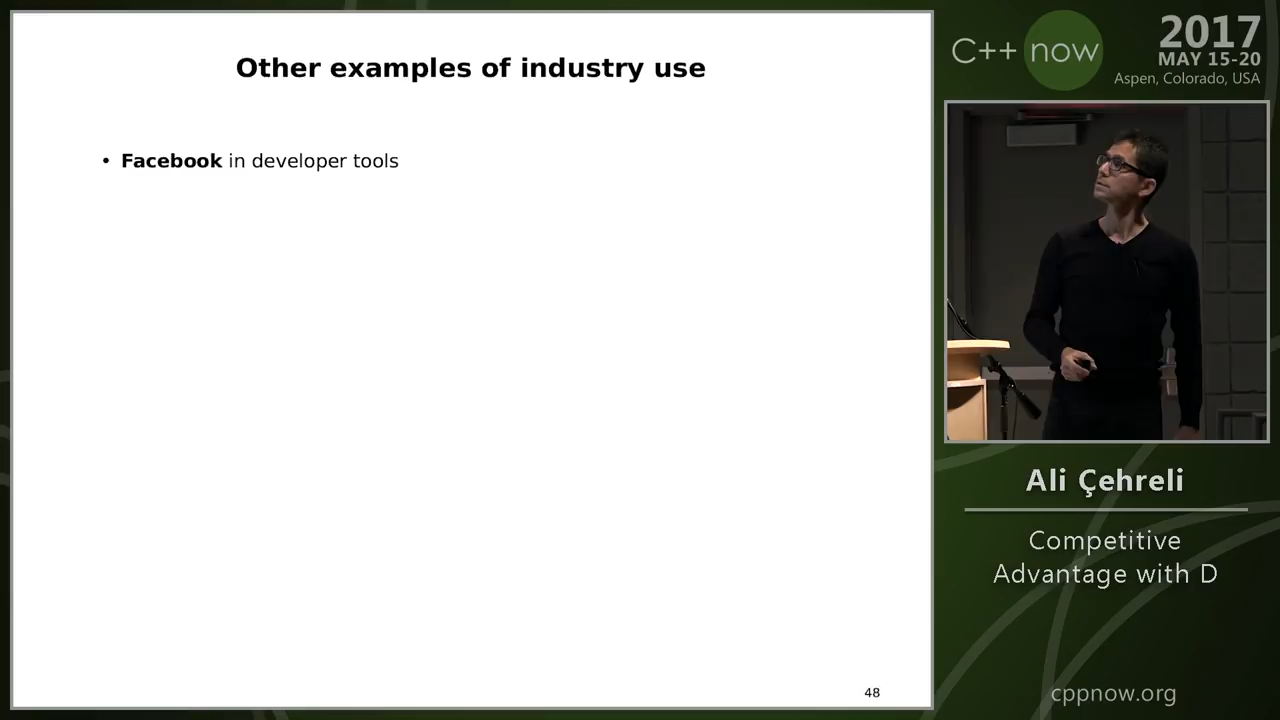 Other examples of industry use
• Facebook in developer tools
48
C++ now
2017
MAY 15-20
Aspen, Colorado, USA
Ali Çehreli
Competitive
Advantage with D
cppnow.org